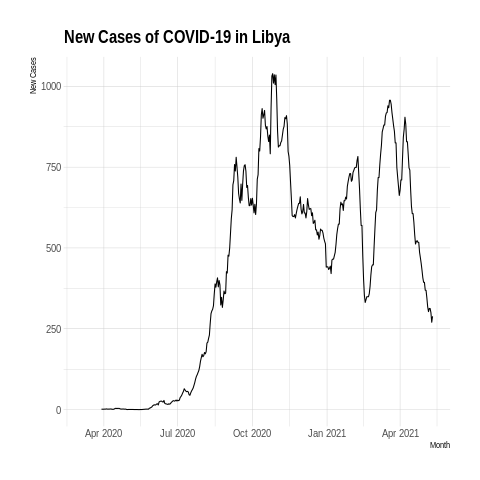 New Cases of COVID-19 in Libya
New Cases
1000
750
500
250
0
Apr 2020 Jul 2020 Oct 2020 Jan 2021 Apr 2021
Month